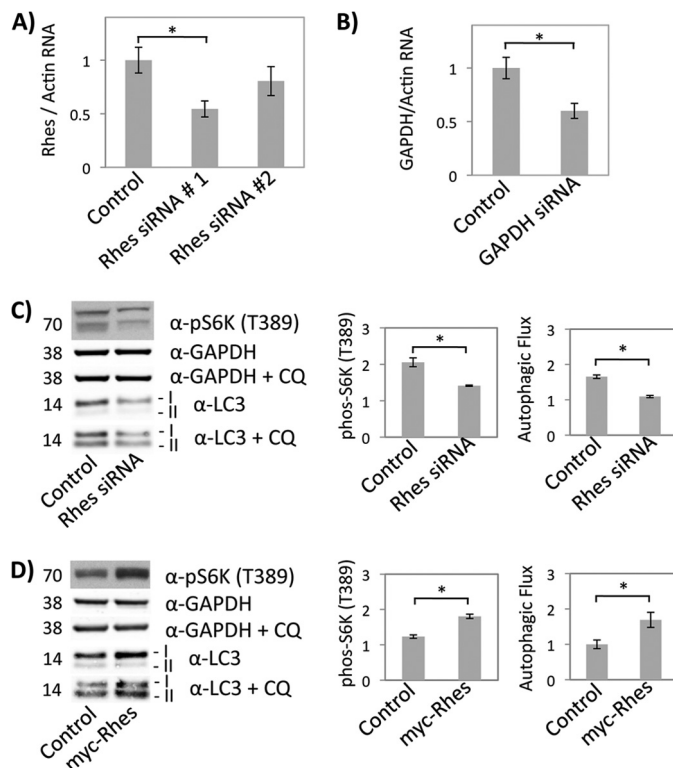 A)
Rhes / Actin RNA
1
0.5
0
*
Control
Rhes siRNA # 1
Rhes siRNA #2
B)
GAPDH/Actin RNA
1
0.5
0
*
Control
GAPDH siRNA
C)
70
α-pS6K (T389)
38
α-GAPDH
38
α-GAPDH + CQ
14
- I
- II
α-LC3
14
- I
- II
α-LC3 + CQ
Control
Rhes siRNA
phos-S6K (T389)
3
2
1
0
*
Control
Rhes siRNA
Autophagic Flux
3
2
1
0
*
Control
Rhes siRNA
D)
70
α-pS6K (T389)
38
α-GAPDH
38
α-GAPDH + CQ
14
- I
- II
α-LC3
14
- I
- II
α-LC3 + CQ
Control
myc-Rhes
phos-S6K (T389)
3
2
1
0
*
Control
myc-Rhes
Autophagic Flux
3
2
1
0
*
Control
myc-Rhes